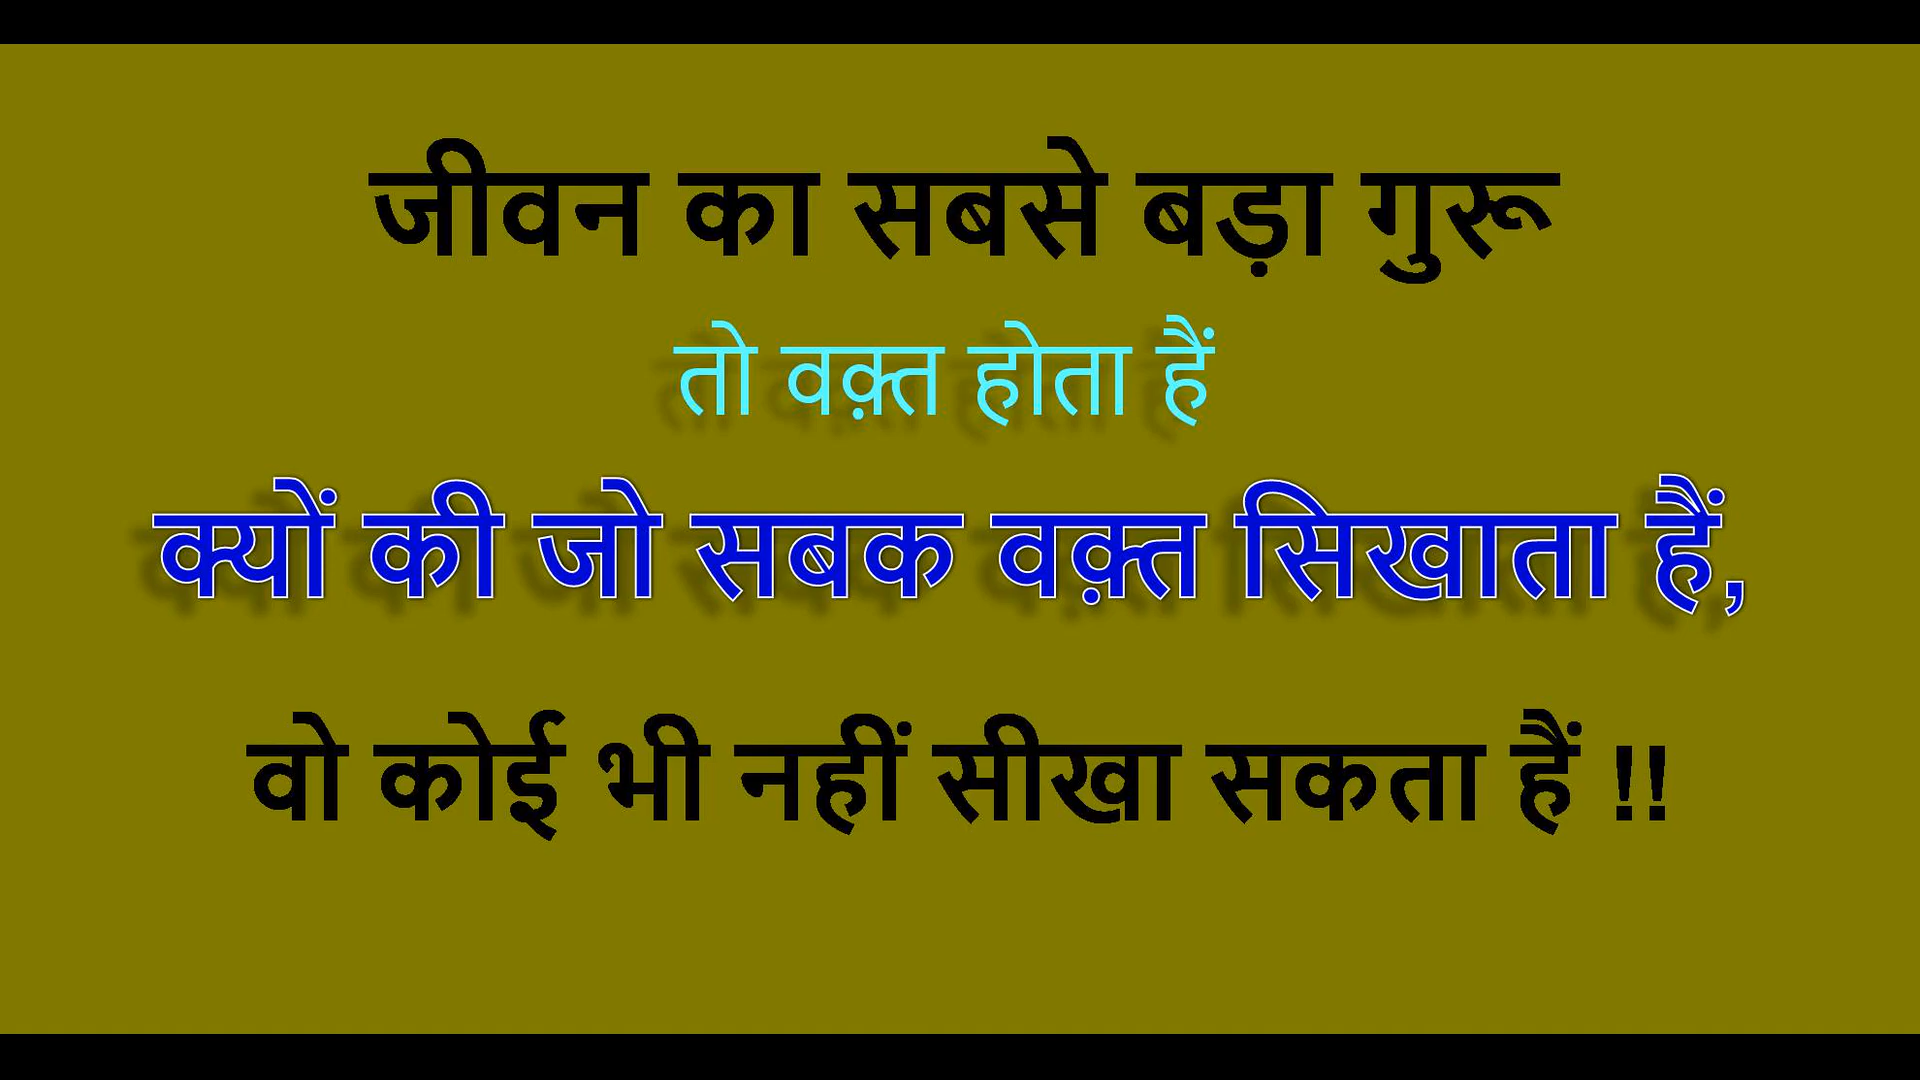 जीवन का सबसे बड़ा गुरू
तो वक़्त होता हैं
क्यों की जो सबक वक़्त सिखाता हैं,
वो कोई भी नहीं सीखा सकता हैं !!